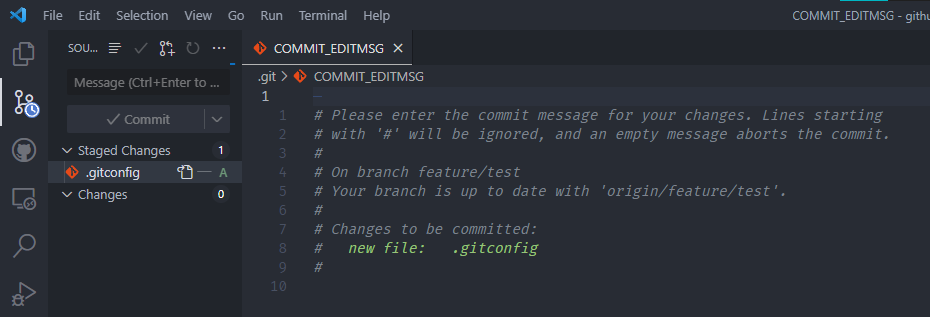 File Edit Selection View Go Run Terminal Help COMMIT_EDITMSG - githu
SOU... ...
COMMIT_EDITMSG
Message (Ctrl+Enter to ...
Commit
Staged Changes 1
.gitconfig A
Changes 0
.git > COMMIT_EDITMSG
1
1 # Please enter the commit message for your changes. Lines starting
2 # with '#' will be ignored, and an empty message aborts the commit.
3 #
4 # On branch feature/test
5 # Your branch is up to date with 'origin/feature/test'.
6 #
7 # Changes to be committed:
8 #   new file:   .gitconfig
9 #
10